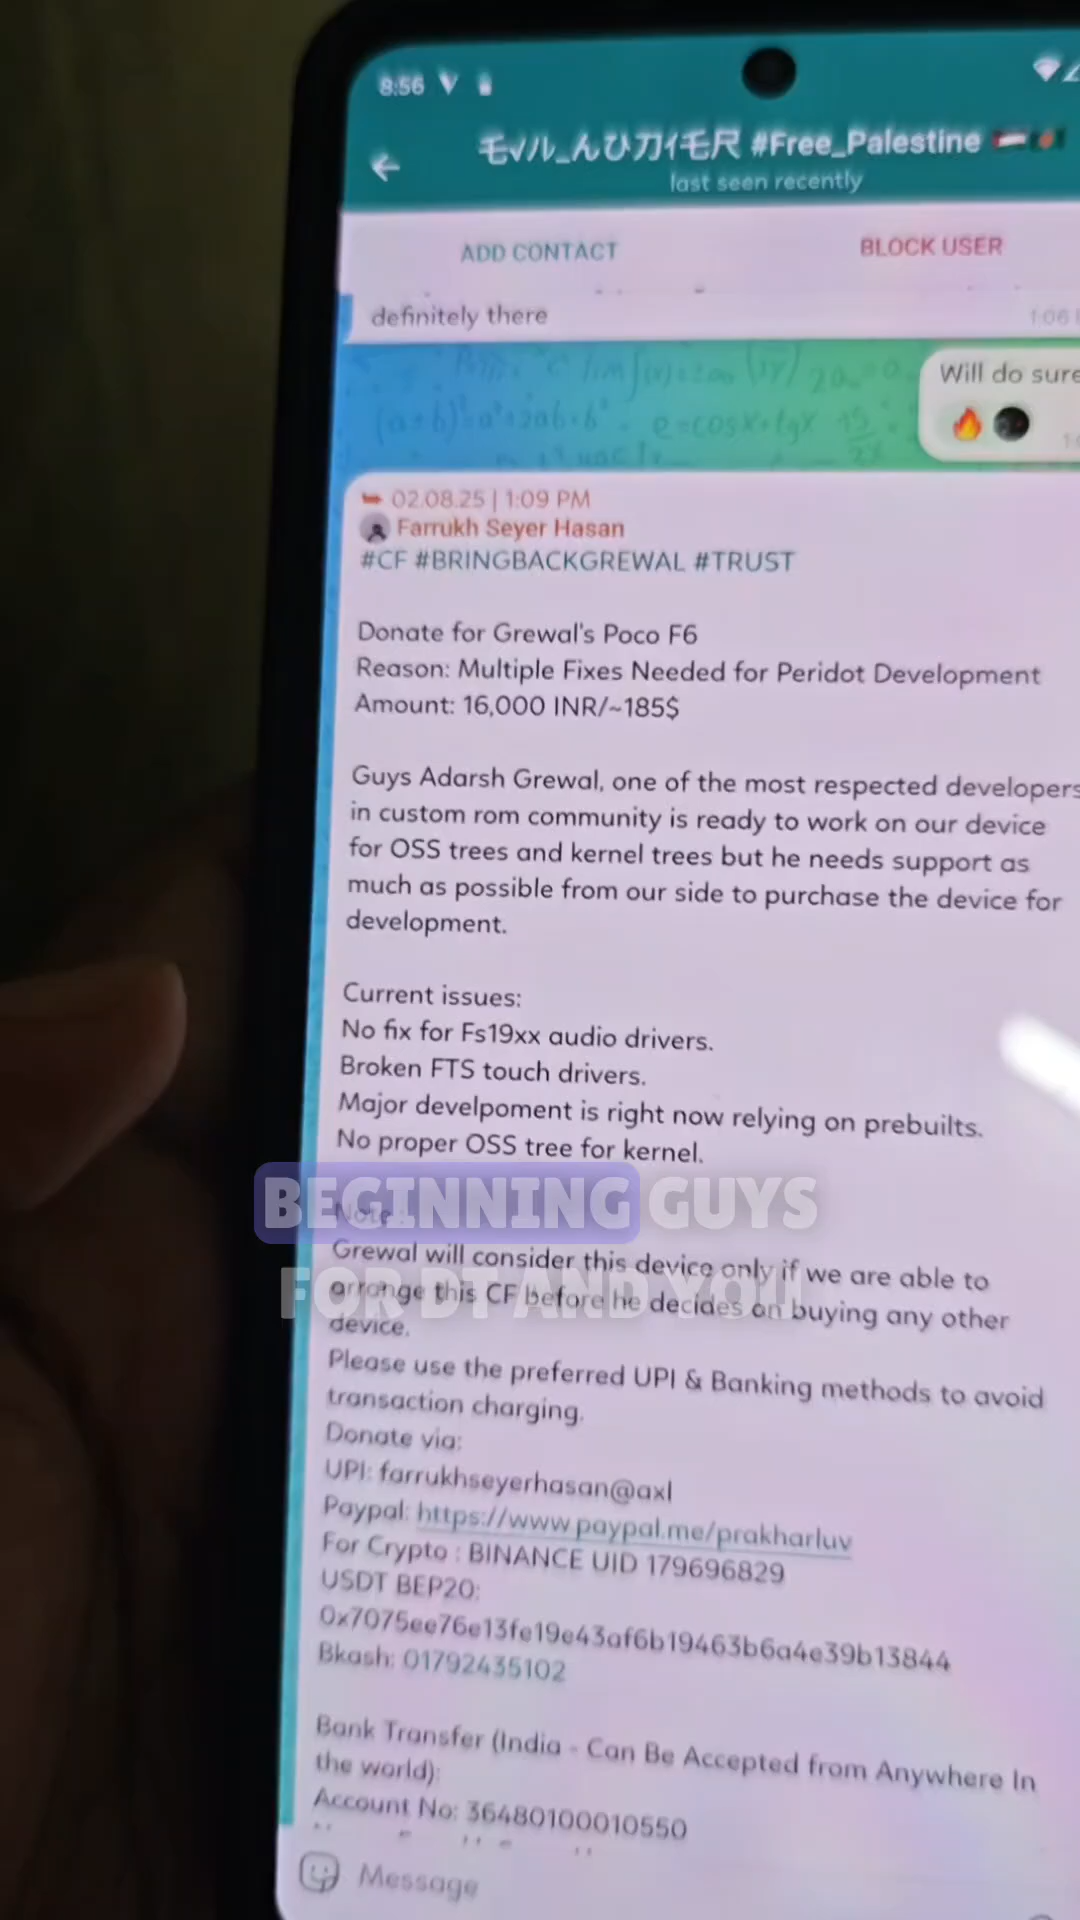 8:56
モ√ル_んひ刀イモ尺 #Free_Palestine
last seen recently
ADD CONTACT
BLOCK USER
definitely there
Will do sure
02.08.25 | 1:09 PM
Farrukh Seyer Hasan
#CF #BRINGBACKGREWAL #TRUST
Donate for Grewal's Poco F6
Reason: Multiple Fixes Needed for Peridot Development
Amount: 16,000 INR/~185$
Guys Adarsh Grewal, one of the most respected developers
in custom rom community is ready to work on our device
for OSS trees and kernel trees but he needs support as
much as possible from our side to purchase the device for
development.
Current issues:
No fix for Fs19xx audio drivers.
Broken FTS touch drivers.
Major develpoment is right now relying on prebuilts.
No proper OSS tree for kernel.
BEGINNING GUYS
Note:
Grewal will consider this device only if we are able to
FOR DT AND YOU
arrange this CF before he decides on buying any other
device.
Please use the preferred UPI & Banking methods to avoid
transaction charging.
Donate via:
UPI: farrukhseyerhasan@axl
Paypal: https://www.paypal.me/prakharluv
For Crypto : BINANCE UID 179696829
USDT BEP20:
0x7075ee76e13fe19e43af6b19463b6a4e39b13844
Bkash: 01792435102
Bank Transfer (India - Can Be Accepted from Anywhere In
the world):
Account No: 36480100010550
Message